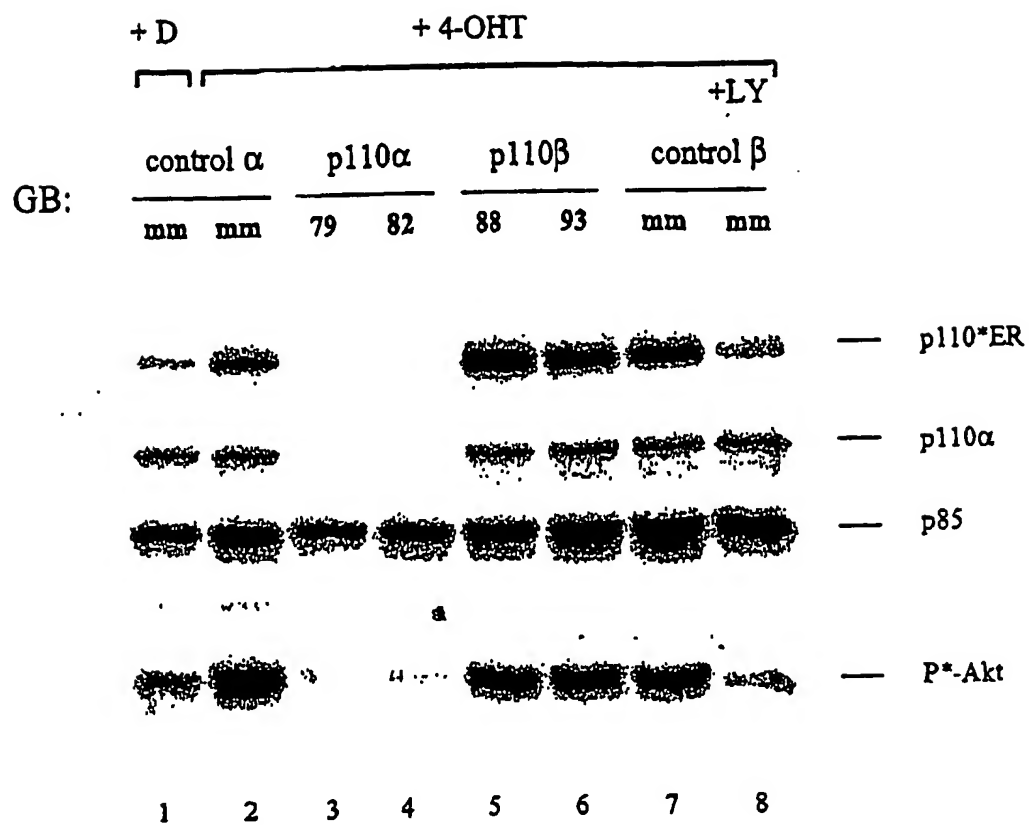 + D + 4-OHT
+LY
control α p110α p110β control β
GB: mm mm 79 82 88 93 mm mm
p110*ER
p110α
p85
P*-Akt
1 2 3 4 5 6 7 8